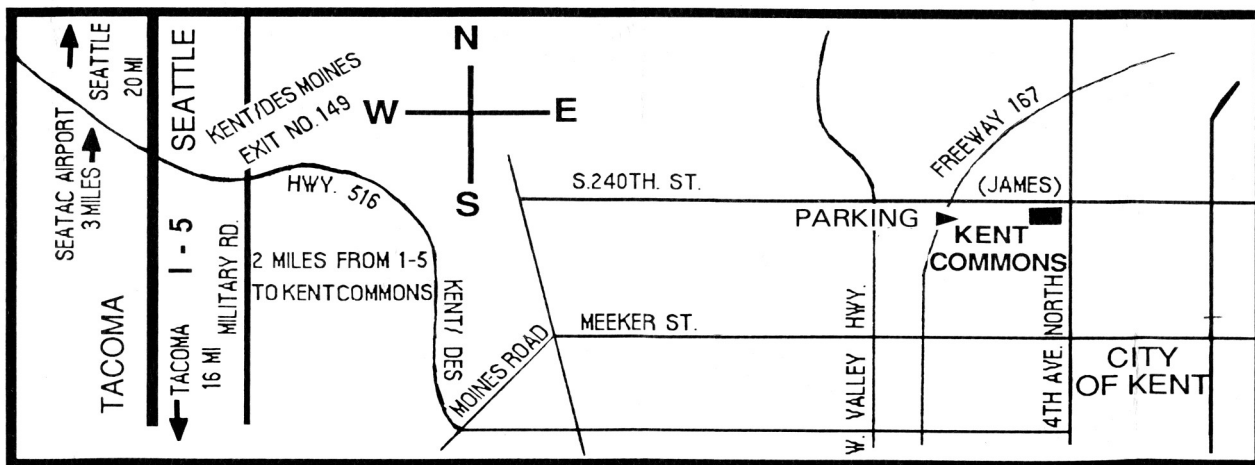 SEATTLE
20 MI
SEATAC AIRPORT
3 MILES
TACOMA
SEATTLE
I - 5
TACOMA
16 MI
MILITARY RD.
KENT/DES MOINES
EXIT NO. 149
HWY. 516
2 MILES FROM 1-5
TO KENT COMMONS
KENT/ DES
MOINES ROAD
N
W E
S
S.240TH. ST.
(JAMES)
FREEWAY 167
PARKING
KENT
COMMONS
MEEKER ST.
W. VALLEY HWY.
4TH AVE. NORTH
CITY
OF KENT